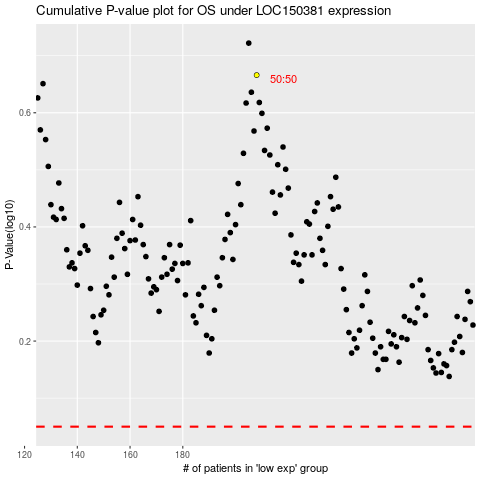 Cumulative P-value plot for OS under LOC150381 expression
50:50
0.6
0.4
0.2
P-Value(log10)
120 140 160 180
# of patients in 'low exp' group